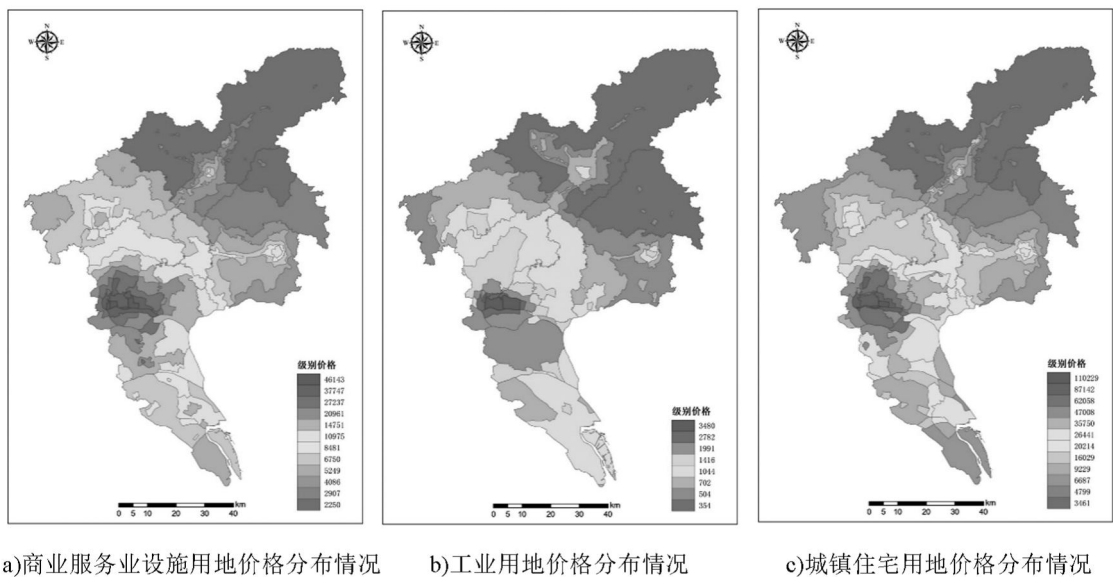 N
W E
S
级别价格
46143
37747
27237
20961
14751
10975
8481
6750
5249
4086
2907
2250
km
0 5 10 20 30 40
N
W E
S
级别价格
3480
2782
1991
1416
1044
702
504
354
km
0 5 10 20 30 40
N
W E
S
级别价格
110229
87142
62058
47008
35750
26441
20214
16029
9229
6687
4799
3461
km
0 5 10 20 30 40
a)商业服务业设施用地价格分布情况
b)工业用地价格分布情况
c)城镇住宅用地价格分布情况